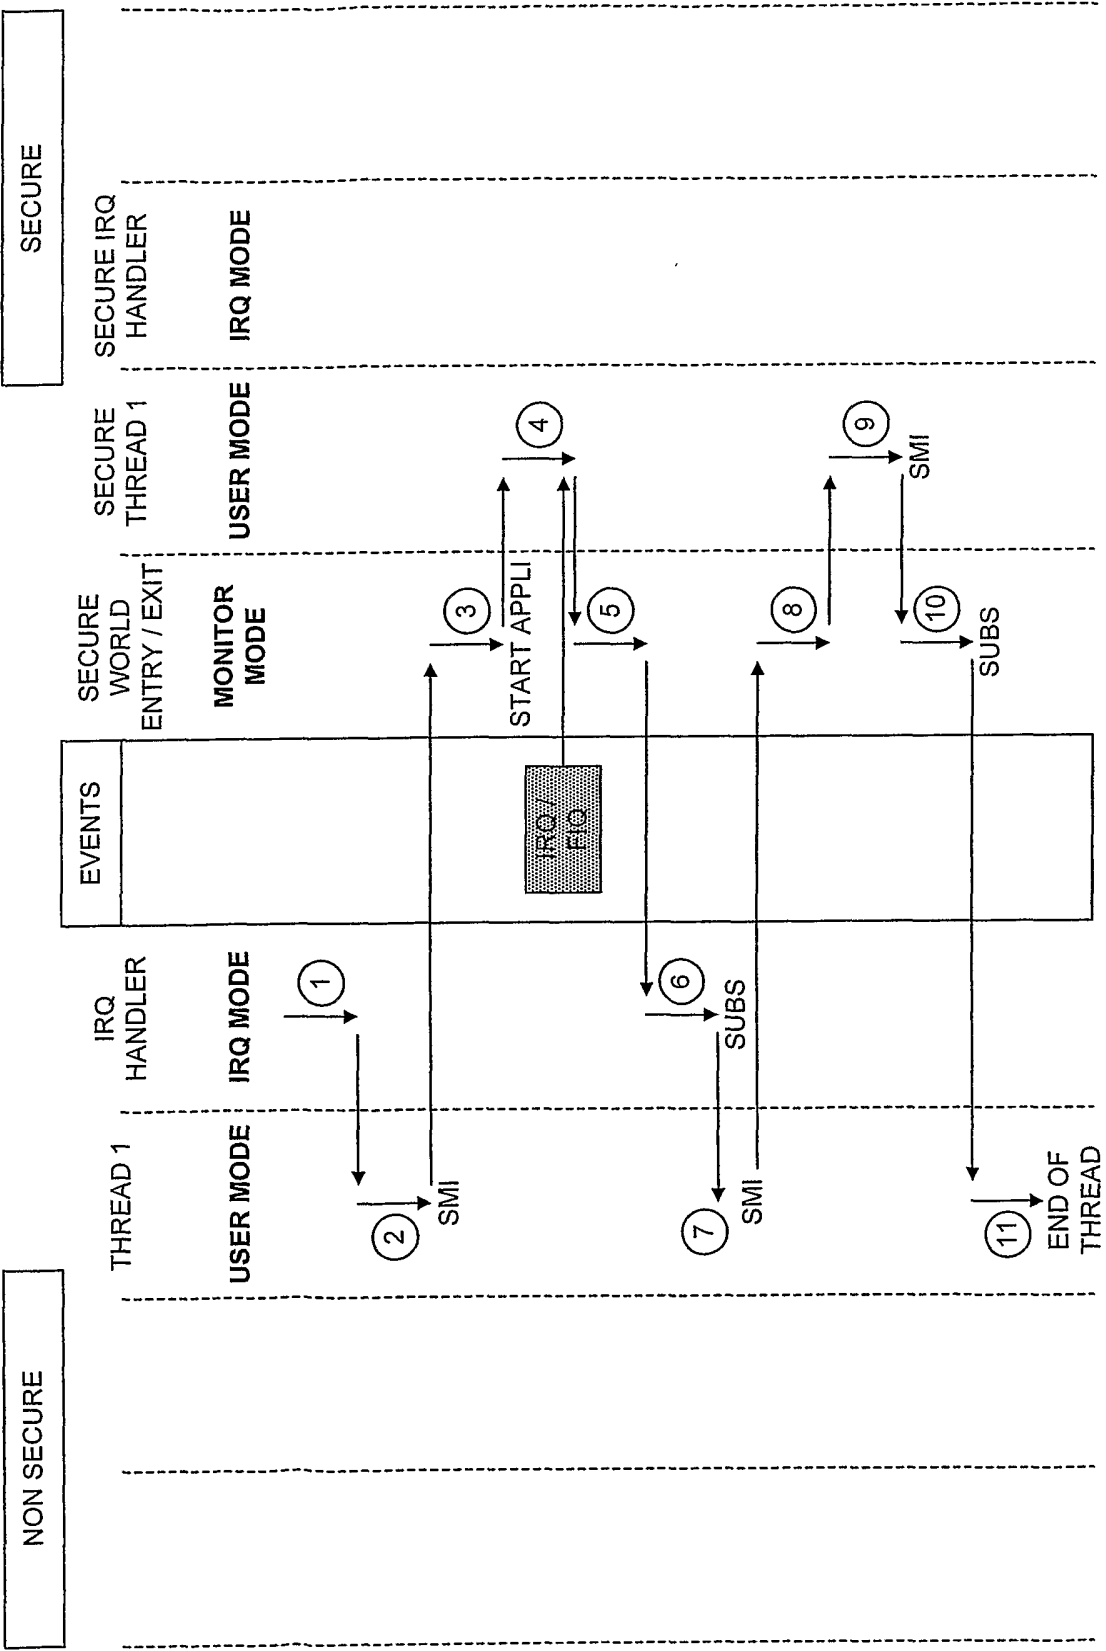 NON SECURE
SECURE
THREAD 1
USER MODE
IRQ
HANDLER
IRQ MODE
EVENTS
SECURE
WORLD
ENTRY / EXIT
MONITOR
MODE
SECURE
THREAD 1
USER MODE
SECURE IRQ
HANDLER
IRQ MODE
1
2
SMI
3
START APPLI
4
IRQ /
FIQ
5
6
SUBS
7
SMI
8
9
SMI
10
SUBS
11
END OF
THREAD